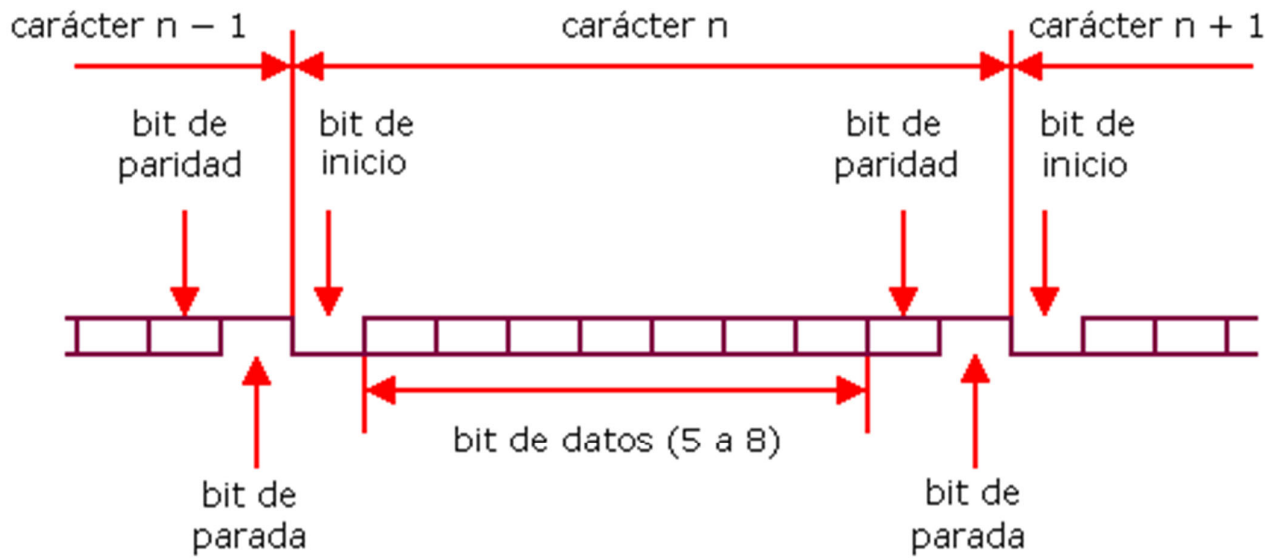 carácter n − 1
carácter n
carácter n + 1
bit de
paridad
bit de
inicio
bit de
paridad
bit de
inicio
bit de datos (5 a 8)
bit de
parada
bit de
parada